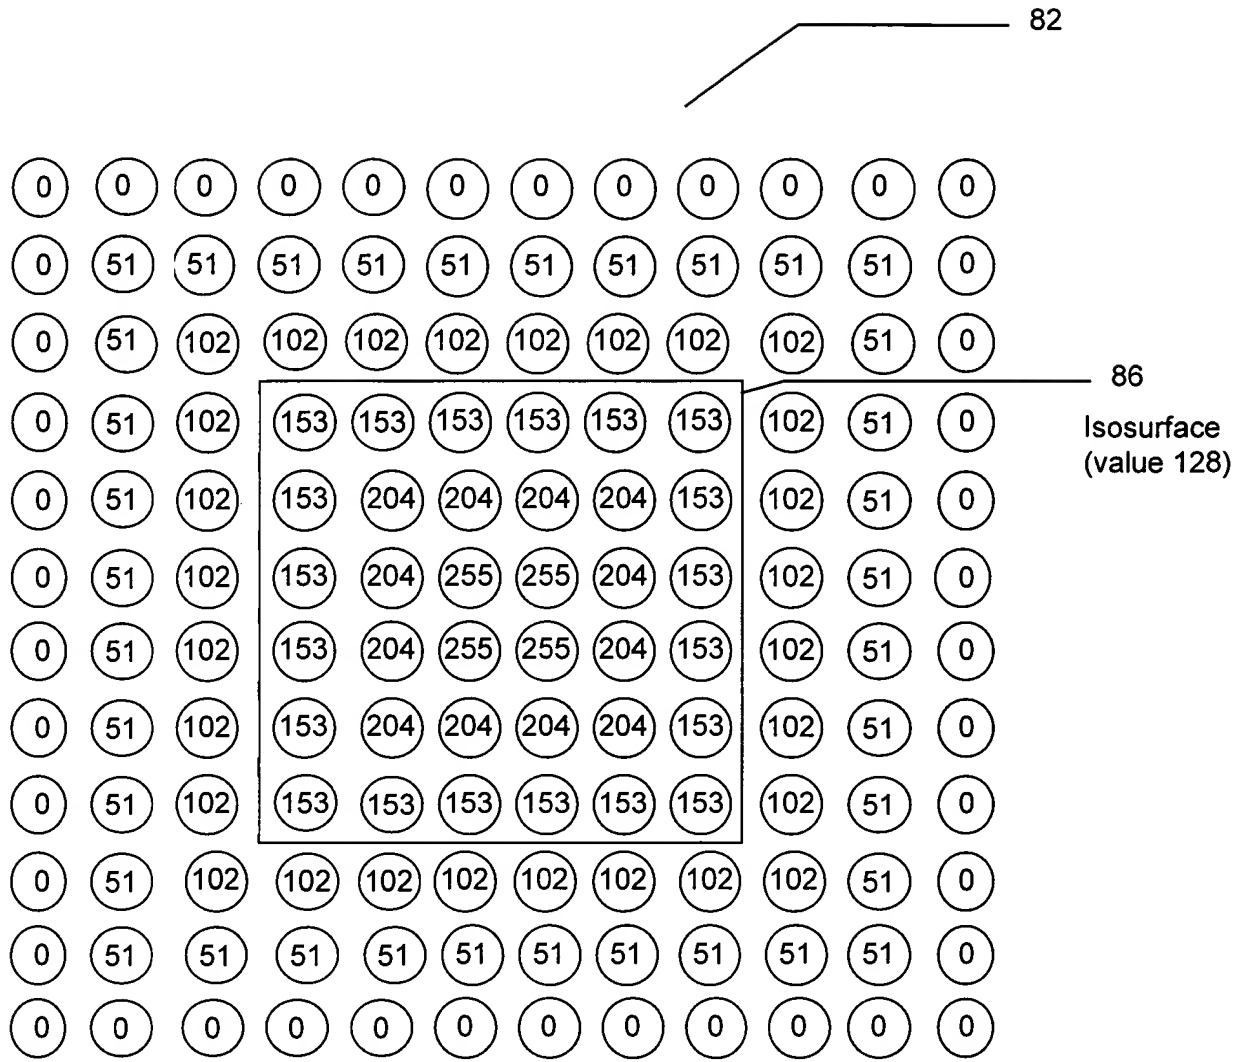 82
0 0 0 0 0 0 0 0 0 0 0 0
0 51 51 51 51 51 51 51 51 51 51 0
0 51 102 102 102 102 102 102 102 102 51 0
86
0 51 102 153 153 153 153 153 153 102 51 0
Isosurface
(value 128)
0 51 102 153 204 204 204 204 153 102 51 0
0 51 102 153 204 255 255 204 153 102 51 0
0 51 102 153 204 255 255 204 153 102 51 0
0 51 102 153 204 204 204 204 153 102 51 0
0 51 102 153 153 153 153 153 153 102 51 0
0 51 102 102 102 102 102 102 102 102 51 0
0 51 51 51 51 51 51 51 51 51 51 0
0 0 0 0 0 0 0 0 0 0 0 0